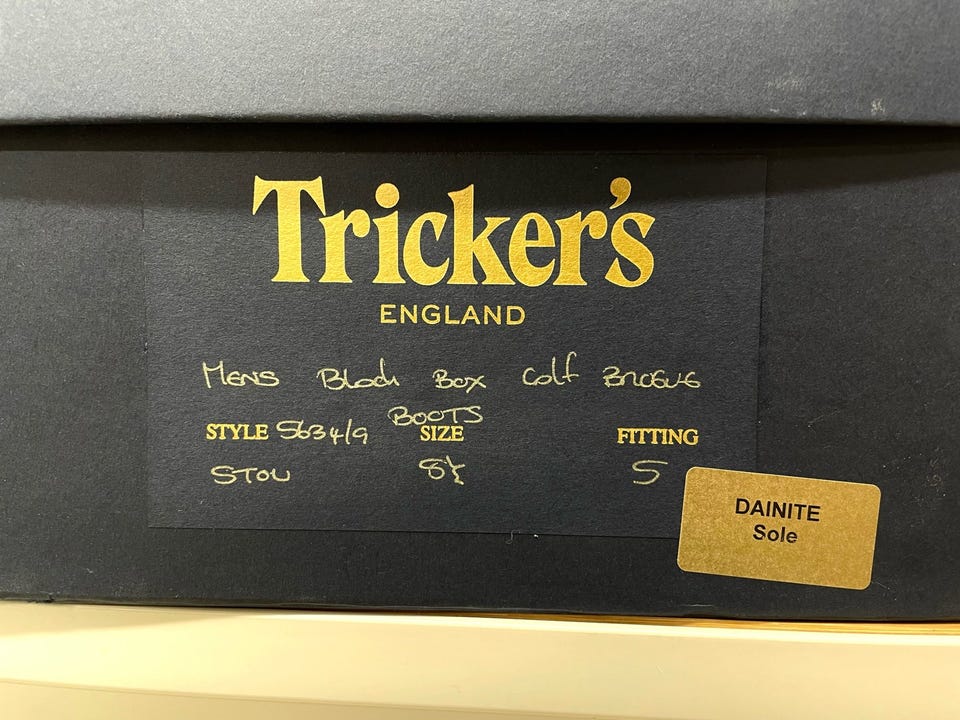 Tricker's
ENGLAND
MENS Black BOX Calf BROGUE
BOOTS
STYLE 5634/9 SIZE FITTING
STOW 8½ 5
DAINITE
Sole